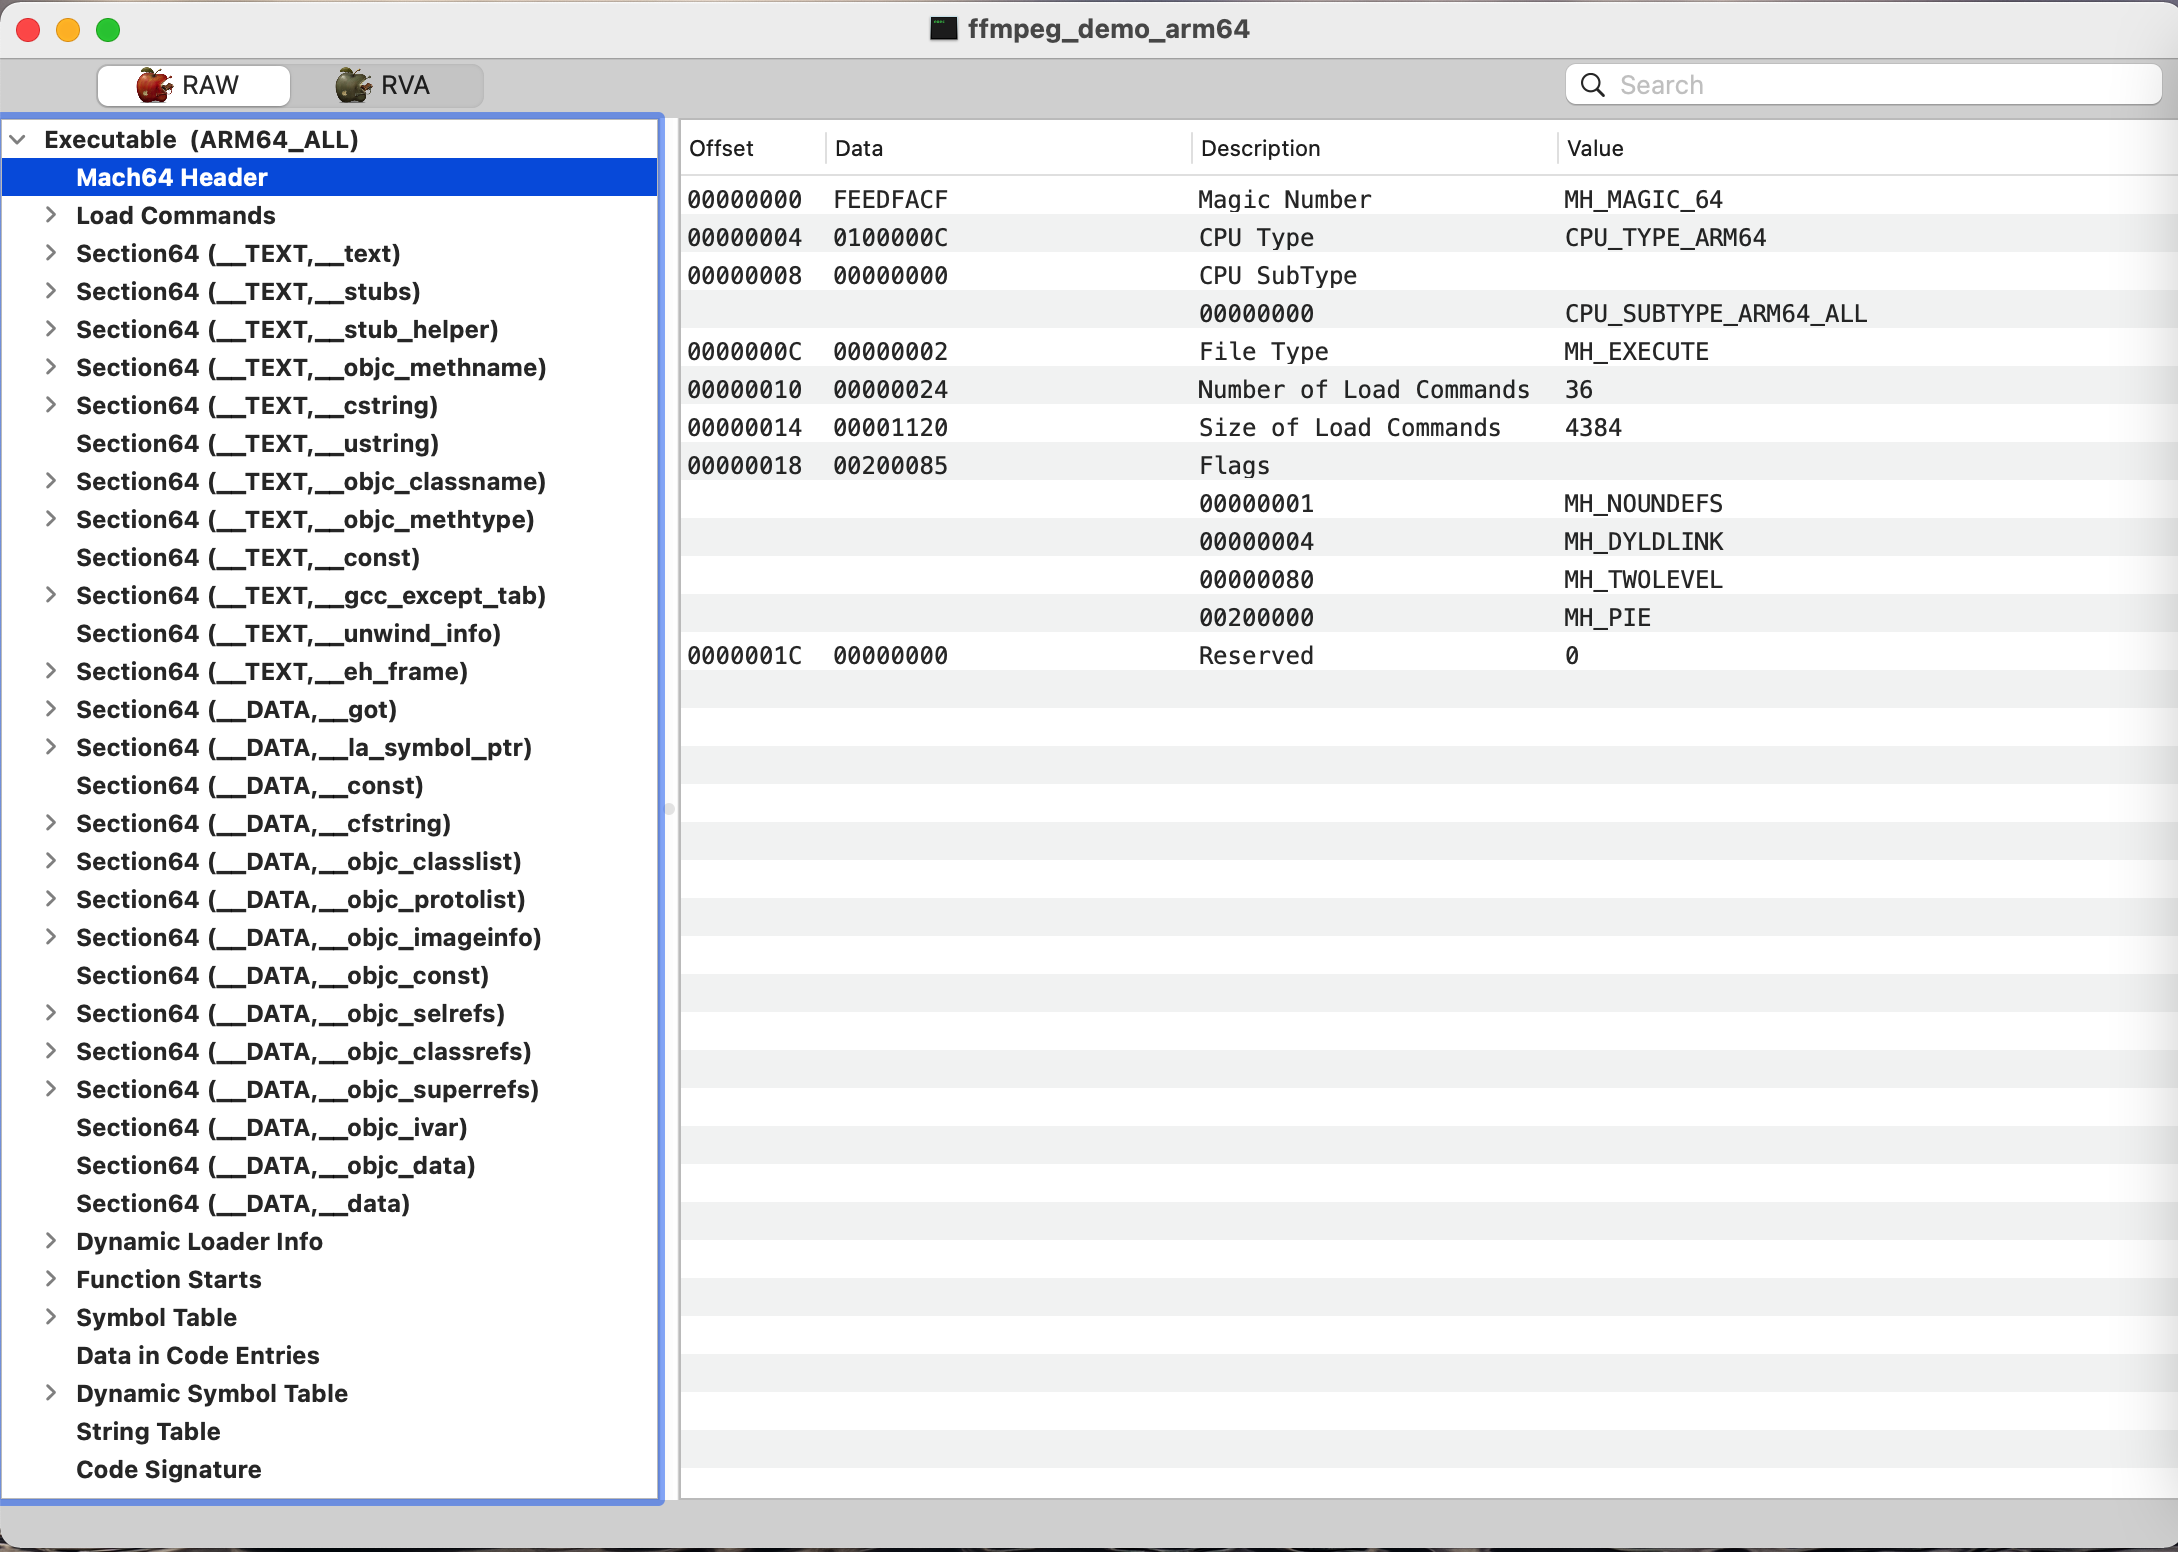 ffmpeg_demo_arm64
RAW
RVA
Search
Executable (ARM64_ALL)
Mach64 Header
Load Commands
Section64 (__TEXT,__text)
Section64 (__TEXT,__stubs)
Section64 (__TEXT,__stub_helper)
Section64 (__TEXT,__objc_methname)
Section64 (__TEXT,__cstring)
Section64 (__TEXT,__ustring)
Section64 (__TEXT,__objc_classname)
Section64 (__TEXT,__objc_methtype)
Section64 (__TEXT,__const)
Section64 (__TEXT,__gcc_except_tab)
Section64 (__TEXT,__unwind_info)
Section64 (__TEXT,__eh_frame)
Section64 (__DATA,__got)
Section64 (__DATA,__la_symbol_ptr)
Section64 (__DATA,__const)
Section64 (__DATA,__cfstring)
Section64 (__DATA,__objc_classlist)
Section64 (__DATA,__objc_protolist)
Section64 (__DATA,__objc_imageinfo)
Section64 (__DATA,__objc_const)
Section64 (__DATA,__objc_selrefs)
Section64 (__DATA,__objc_classrefs)
Section64 (__DATA,__objc_superrefs)
Section64 (__DATA,__objc_ivar)
Section64 (__DATA,__objc_data)
Section64 (__DATA,__data)
Dynamic Loader Info
Function Starts
Symbol Table
Data in Code Entries
Dynamic Symbol Table
String Table
Code Signature
Offset Data Description Value
00000000 FEEDFACF Magic Number MH_MAGIC_64
00000004 0100000C CPU Type CPU_TYPE_ARM64
00000008 00000000 CPU SubType
00000000 CPU_SUBTYPE_ARM64_ALL
0000000C 00000002 File Type MH_EXECUTE
00000010 00000024 Number of Load Commands 36
00000014 00001120 Size of Load Commands 4384
00000018 00200085 Flags
00000001 MH_NOUNDEFS
00000004 MH_DYLDLINK
00000080 MH_TWOLEVEL
00200000 MH_PIE
0000001C 00000000 Reserved 0